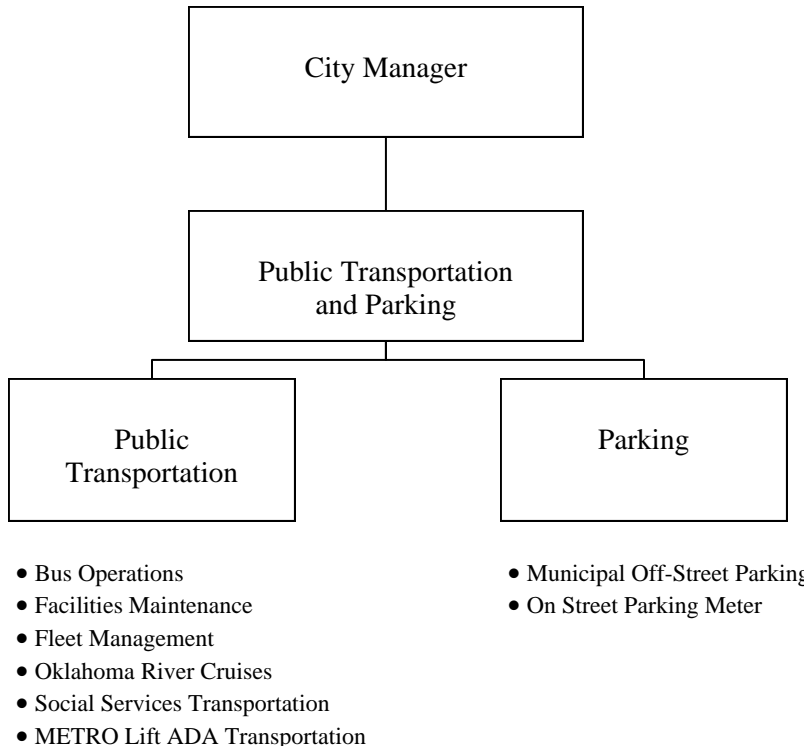 City Manager
Public Transportation
and Parking
Public
Transportation
Parking
• Bus Operations
• Facilities Maintenance
• Fleet Management
• Oklahoma River Cruises
• Social Services Transportation
• METRO Lift ADA Transportation
• Municipal Off-Street Parking
• On Street Parking Meter